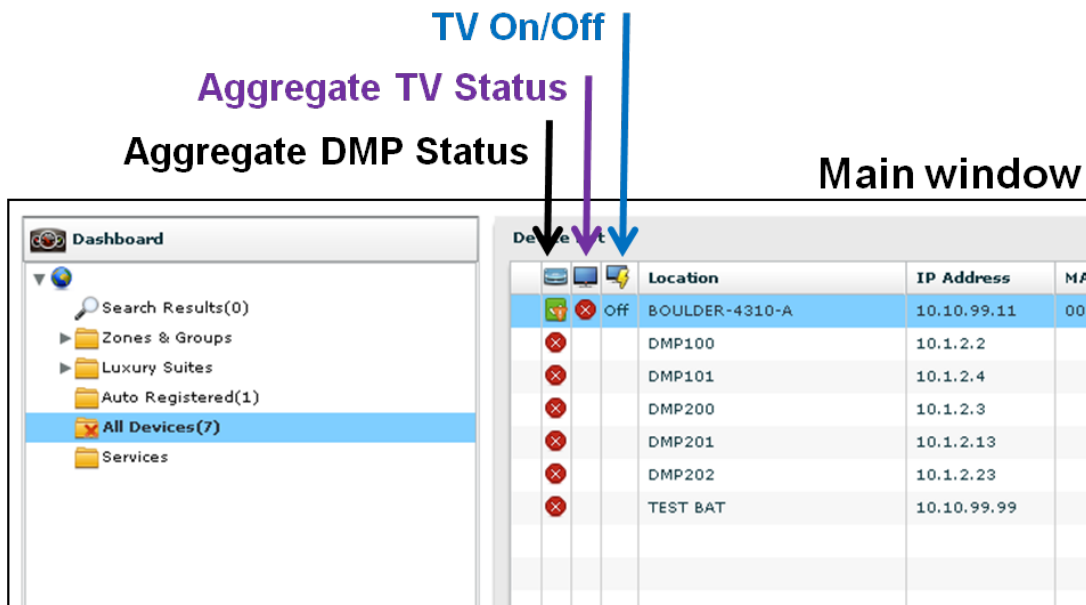 TV On/Off
Aggregate TV Status
Aggregate DMP Status
Main window
Dashboard
Search Results(0)
Zones & Groups
Luxury Suites
Auto Registered(1)
All Devices(7)
Services
Location IP Address MA
Off BOULDER-4310-A 10.10.99.11 00
DMP100 10.1.2.2
DMP101 10.1.2.4
DMP200 10.1.2.3
DMP201 10.1.2.13
DMP202 10.1.2.23
TEST BAT 10.10.99.99